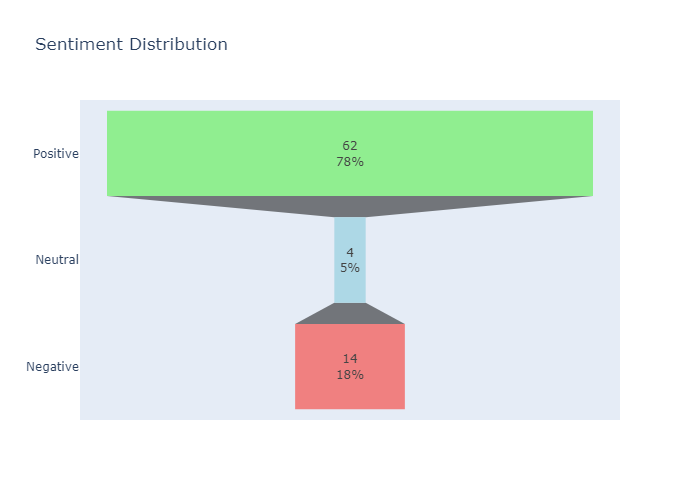 Sentiment Distribution
Positive
62
78%
Neutral
4
5%
Negative
14
18%